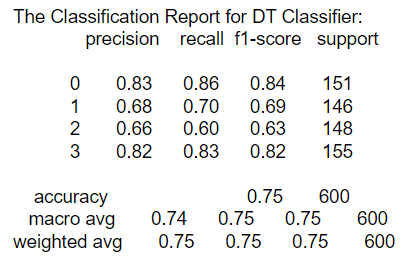 The Classification Report for DT Classifier:
precision recall f1-score support
0 0.83 0.86 0.84 151
1 0.68 0.70 0.69 146
2 0.66 0.60 0.63 148
3 0.82 0.83 0.82 155
accuracy 0.75 600
macro avg 0.74 0.75 0.75 600
weighted avg 0.75 0.75 0.75 600